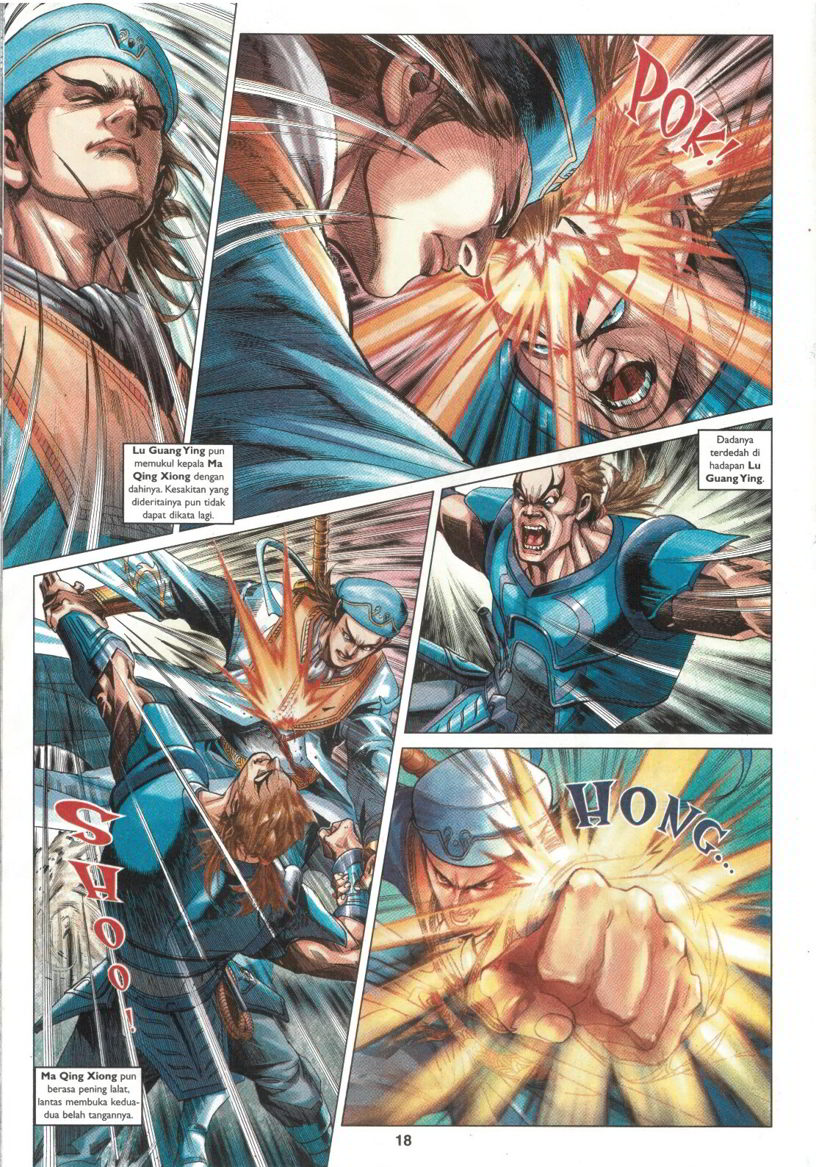 POK!
Lu Guang Ying pun
memukul kepala Ma
Qing Xiong dengan
dahinya. Kesakitan yang
dideritainya pun tidak
dapat dikata lagi.
Dadanya
terdedah di
hadapan Lu
Guang Ying.
SHOO!
Ma Qing Xiong pun
berasa pening lalat,
lantas membuka kedua-
dua belah tangannya.
HONG...
18